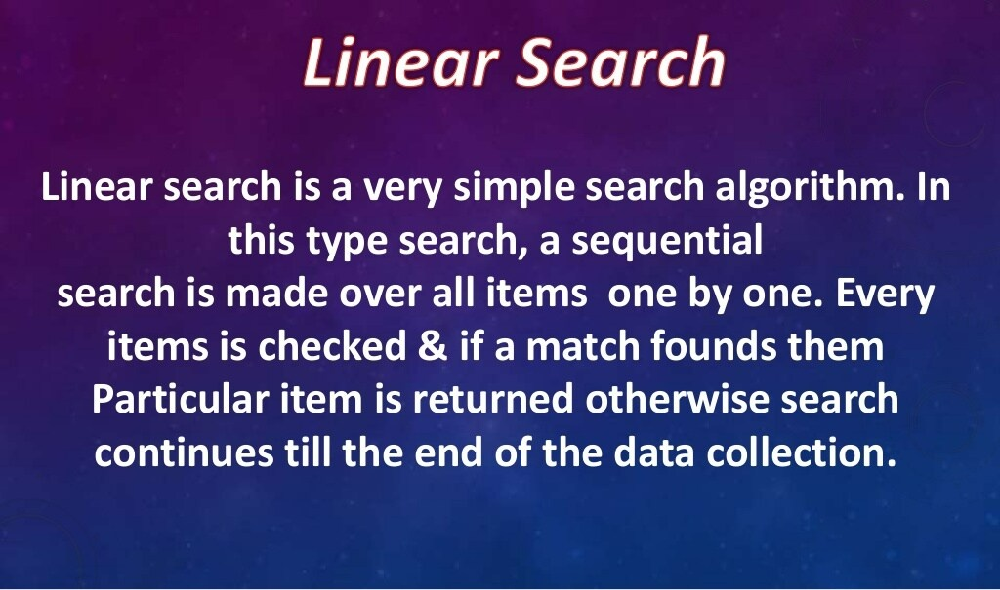 Linear Search
Linear search is a very simple search algorithm. In
this type search, a sequential
search is made over all items  one by one. Every
items is checked & if a match founds them
Particular item is returned otherwise search
continues till the end of the data collection.